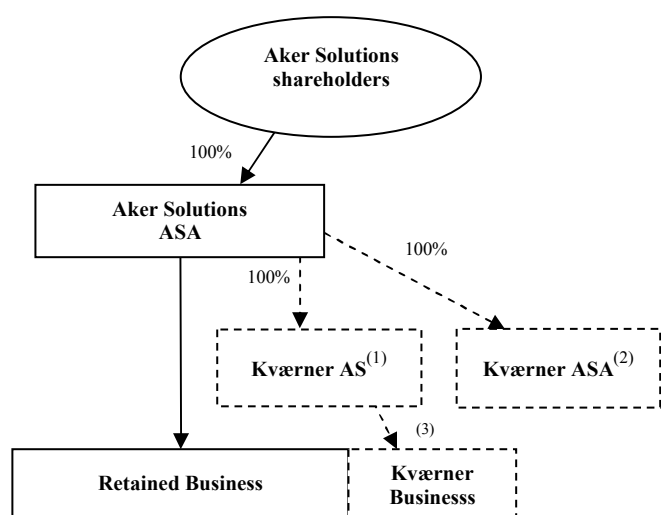 Aker Solutions
shareholders
100%
Aker Solutions
ASA
100%
100%
Kværner AS(1)
Kværner ASA(2)
(3)
Retained Business
Kværner
Businesss